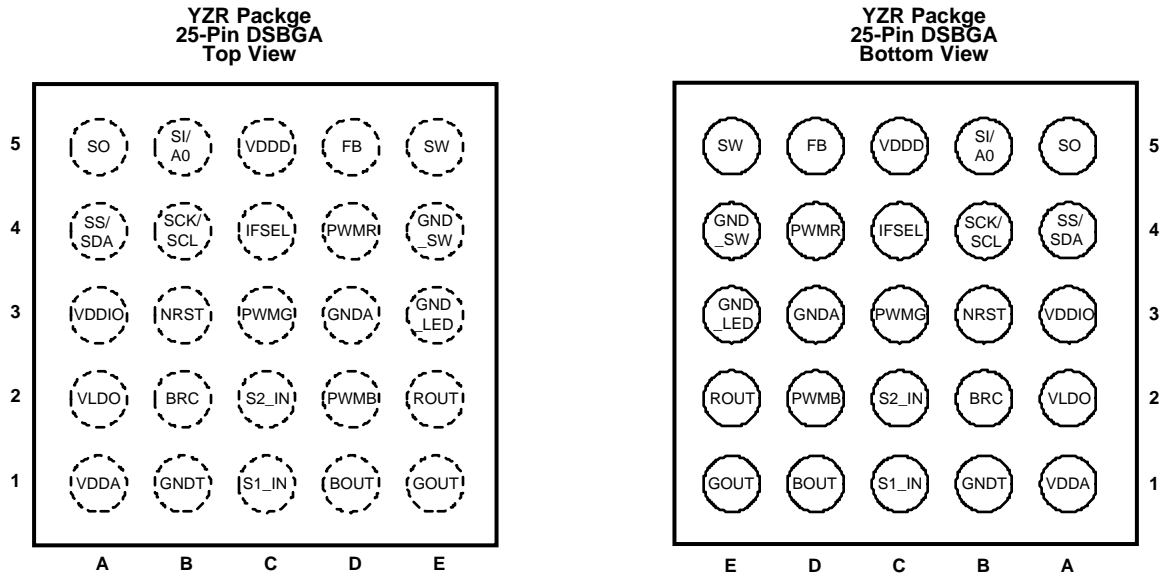 YZR Packge
25-Pin DSBGA
Top View
5 SO SI/ A0 VDDD FB SW
4 SS/ SDA SCK/ SCL IFSEL PWMR GND _SW
3 VDDIO NRST PWMG GNDA GND _LED
2 VLDO BRC S2_IN PWMB ROUT
1 VDDA GNDT S1_IN BOUT GOUT
A B C D E
YZR Packge
25-Pin DSBGA
Bottom View
SW FB VDDD SI/ A0 SO 5
GND _SW PWMR IFSEL SCK/ SCL SS/ SDA 4
GND _LED GNDA PWMG NRST VDDIO 3
ROUT PWMB S2_IN BRC VLDO 2
GOUT BOUT S1_IN GNDT VDDA 1
E D C B A